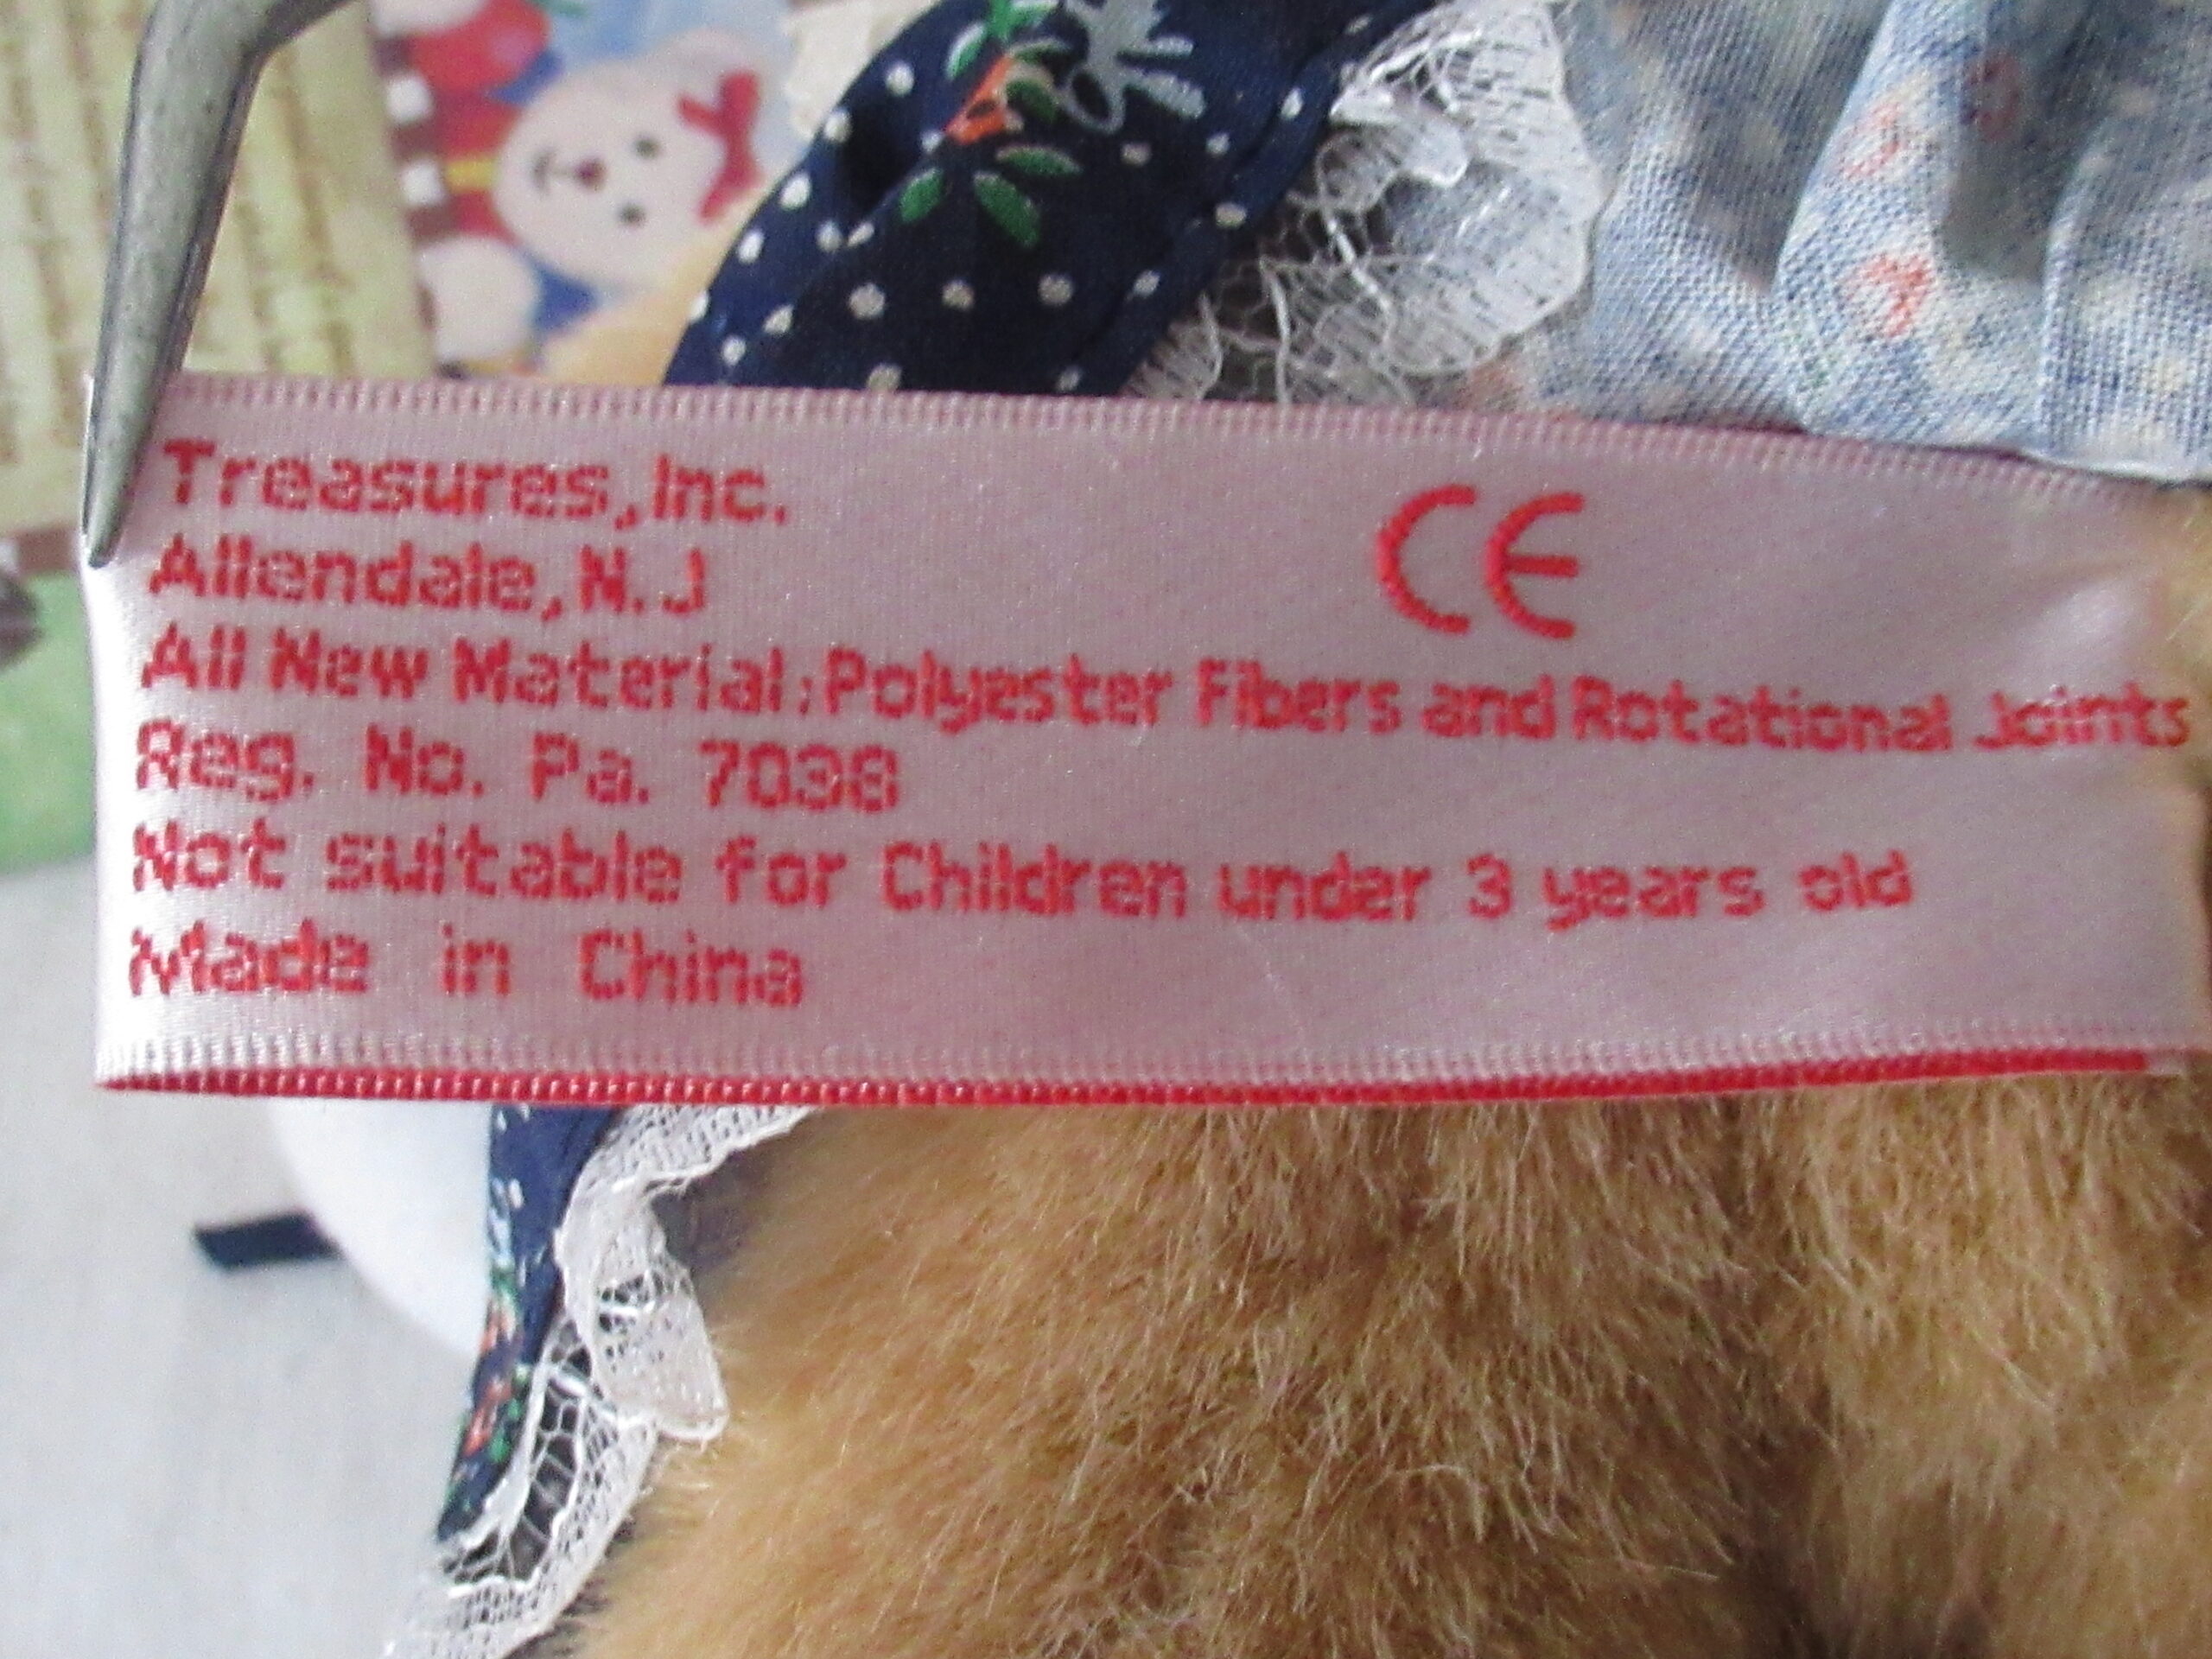 Treasures, Inc.
CE
Allendale, N.J
All New Material; Polyester Fibers and Rotational Joints
Reg. No. Pa. 7038
Not suitable for Children under 3 years old
Made in China